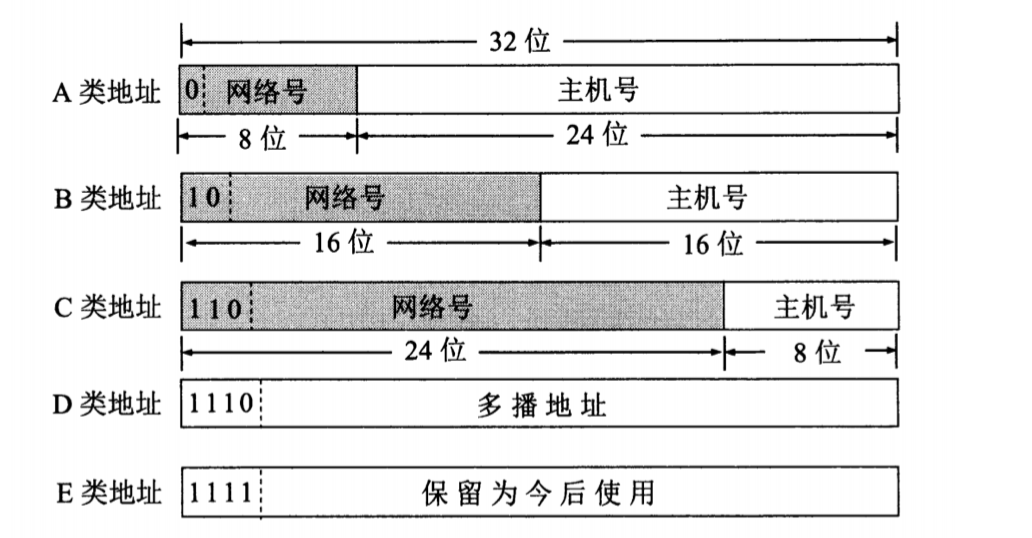 32 位
A 类地址 0 网络号 主机号
8 位 24 位
B 类地址 10 网络号 主机号
16 位 16 位
C 类地址 110 网络号 主机号
24 位 8 位
D 类地址 1110 多播地址
E 类地址 1111 保留为今后使用